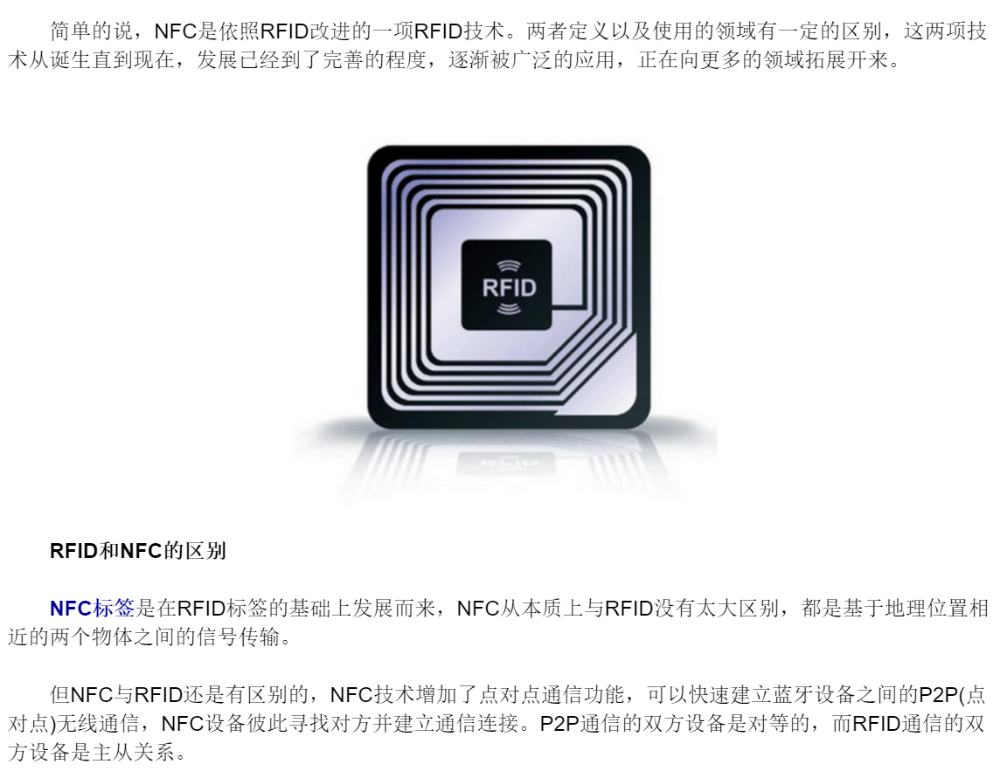 简单的说，NFC是依照RFID改进的一项RFID技术。两者定义以及使用的领域有一定的区别，这两项技
术从诞生直到现在，发展已经到了完善的程度，逐渐被广泛的应用，正在向更多的领域拓展开来。
RFID
RFID和NFC的区别
NFC标签是在RFID标签的基础上发展而来，NFC从本质上与RFID没有太大区别，都是基于地理位置相
近的两个物体之间的信号传输。
但NFC与RFID还是有区别的，NFC技术增加了点对点通信功能，可以快速建立蓝牙设备之间的P2P(点
对点)无线通信，NFC设备彼此寻找对方并建立通信连接。P2P通信的双方设备是对等的，而RFID通信的双
方设备是主从关系。